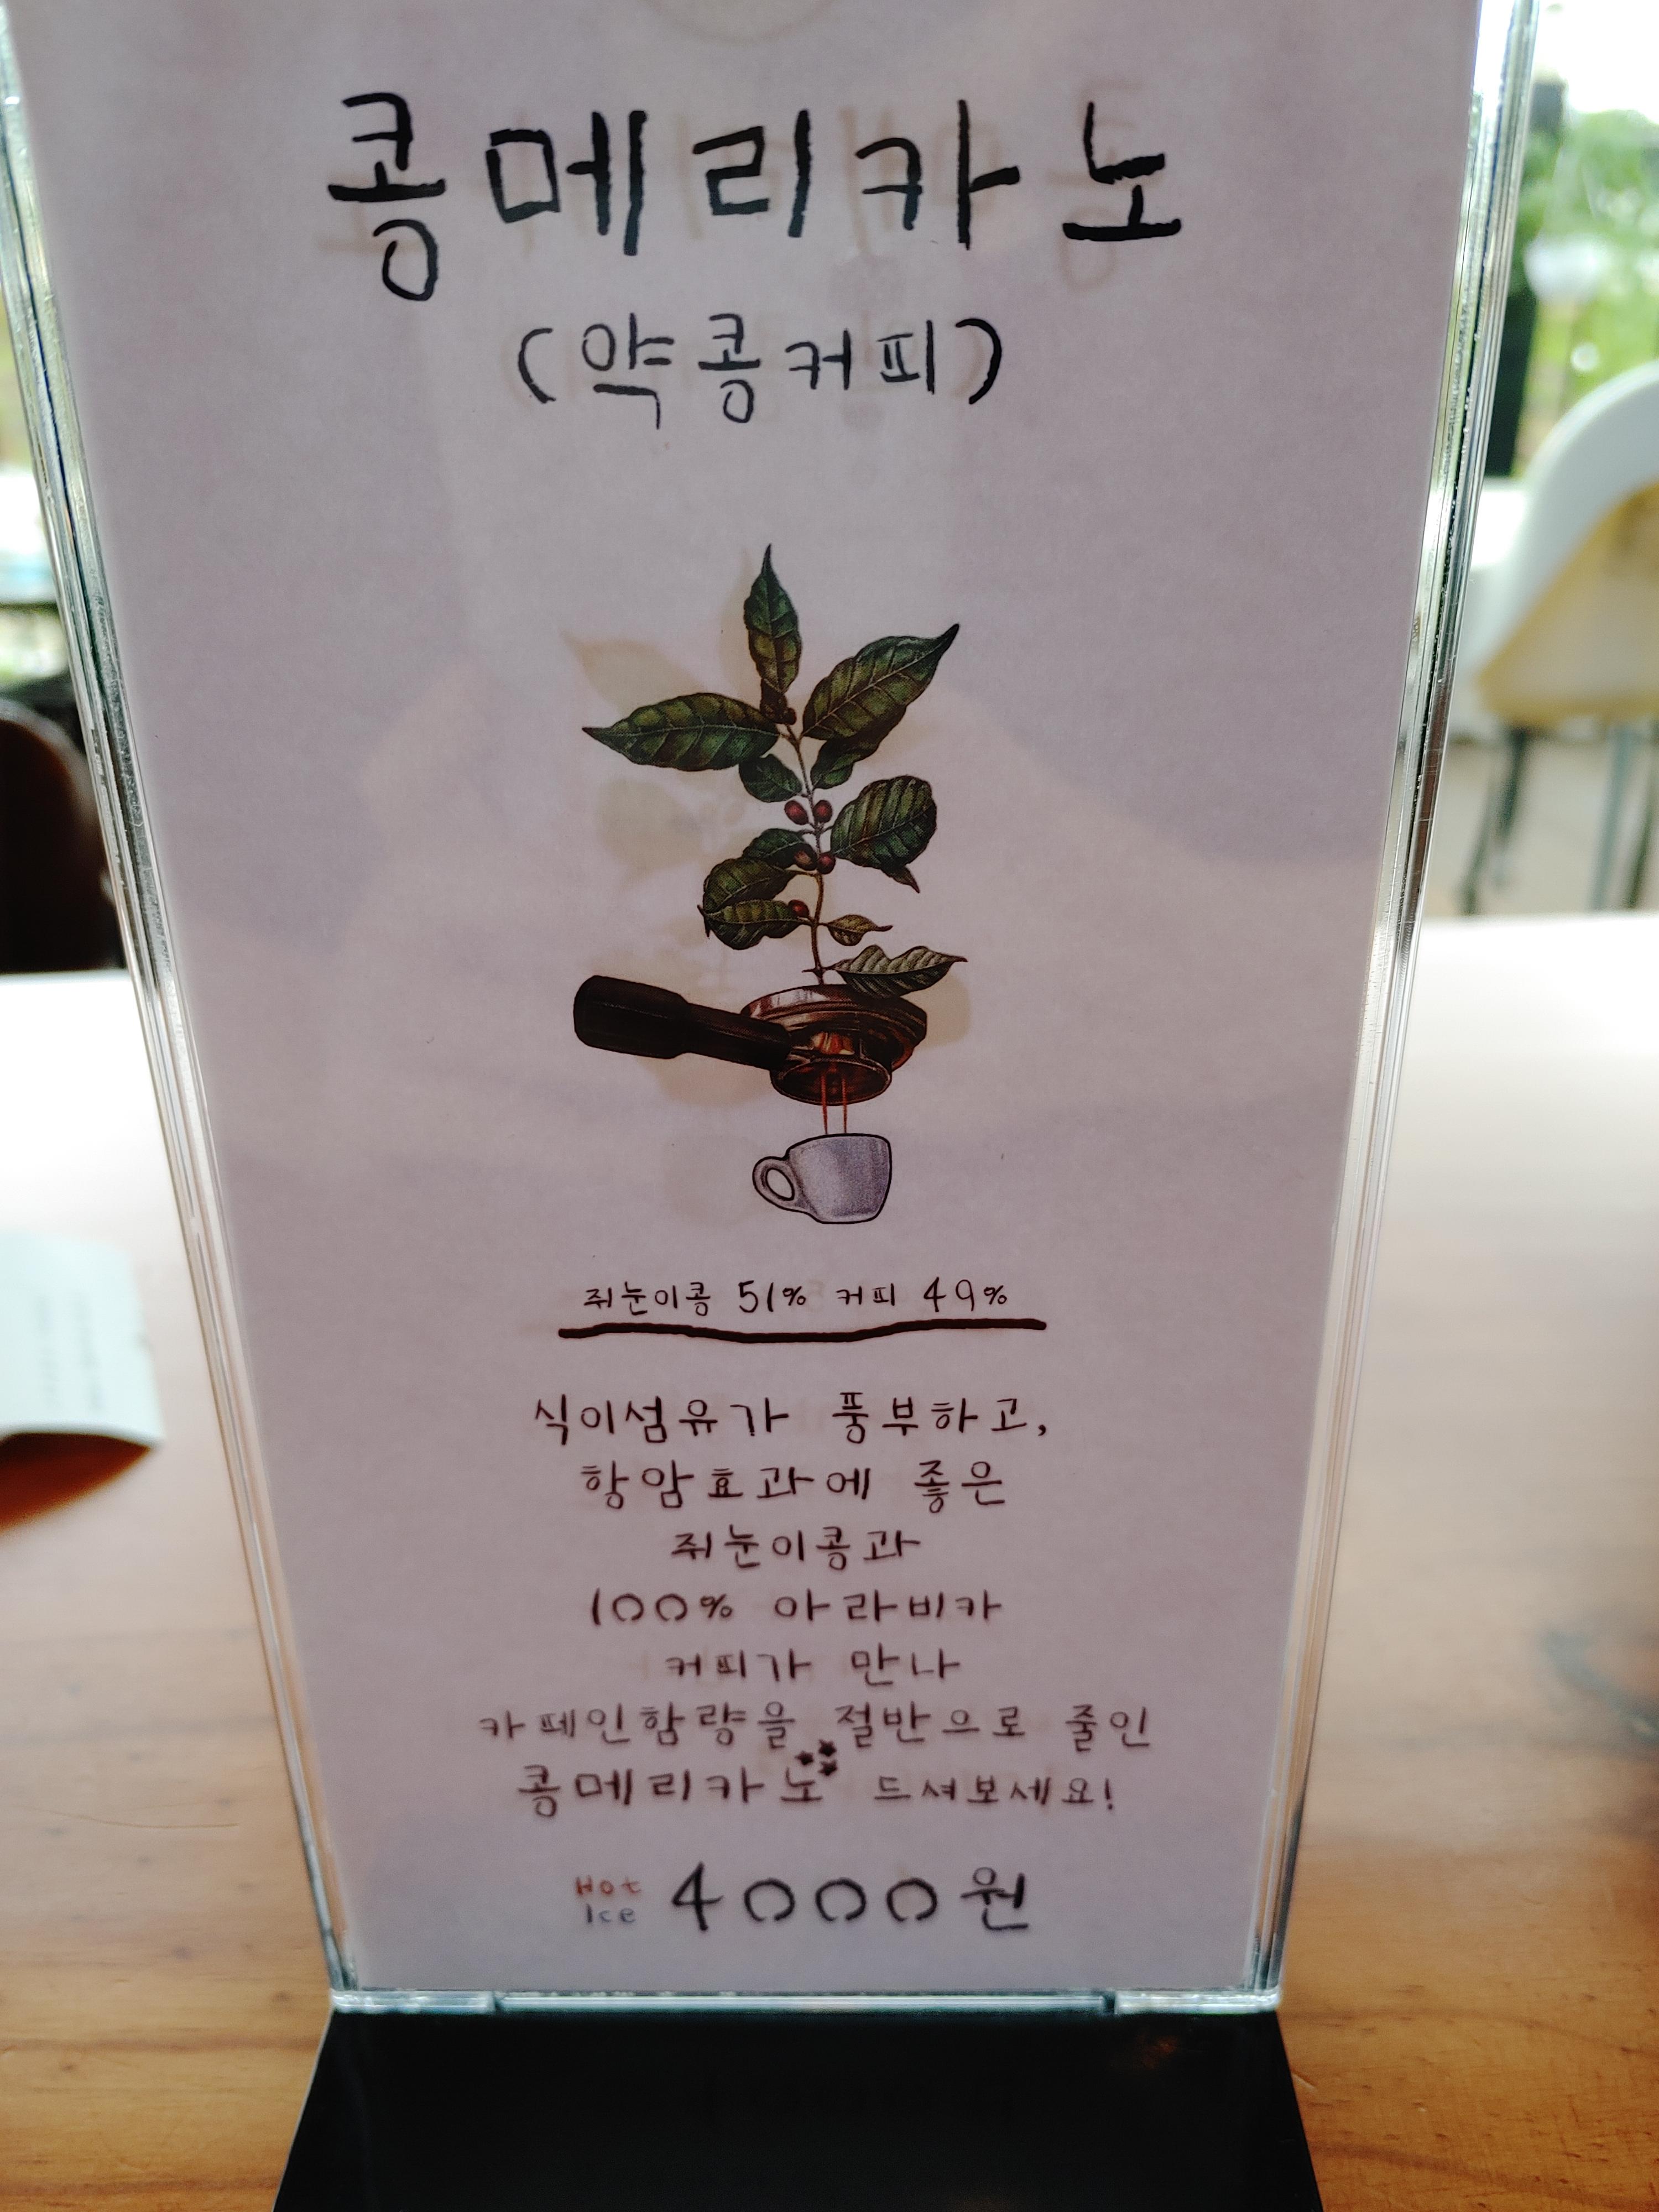 콩메리카노
(약콩커피)
쥐눈이콩 51% 커피 49%
식이섬유가 풍부하고,
항암효과에 좋은
쥐눈이콩과
100% 아라비카
커피가 만나
카페인함량을 절반으로 줄인
콩메리카노 드셔보세요!
Hot
Ice 4000원